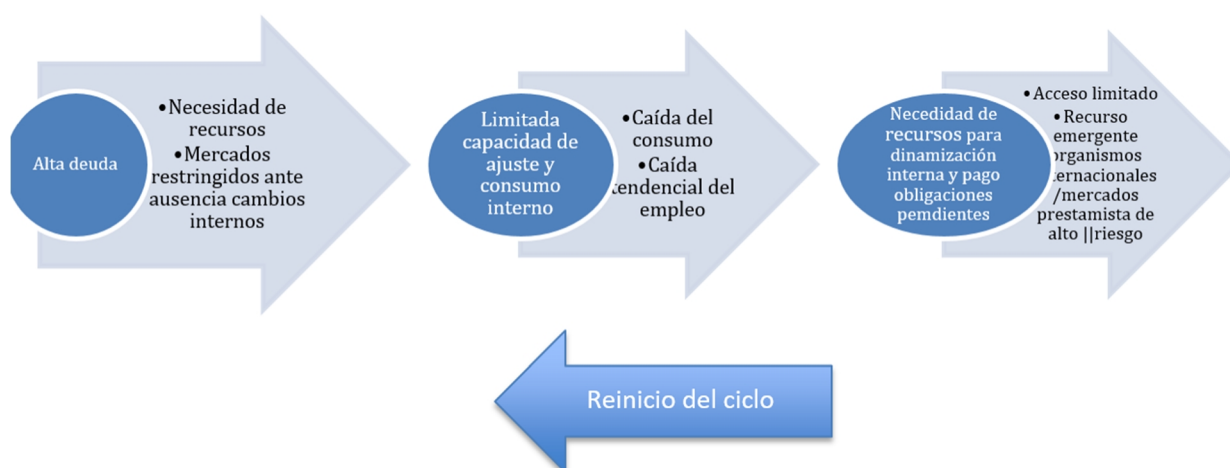 Alta deuda
•Necesidad de
recursos
•Mercados
restringidos ante
ausencia cambios
internos
Limitada
capacidad de
ajuste y
consumo
interno
•Caída del
consumo
•Caída
tendencial del
empleo
Necedidad de
recursos para
dinamización
interna y pago
obligaciones
pemdientes
•Acceso limitado
•Recurso
emergente
organismos
internacionales
/mercados
prestamista de
alto ||riesgo
Reinicio del ciclo